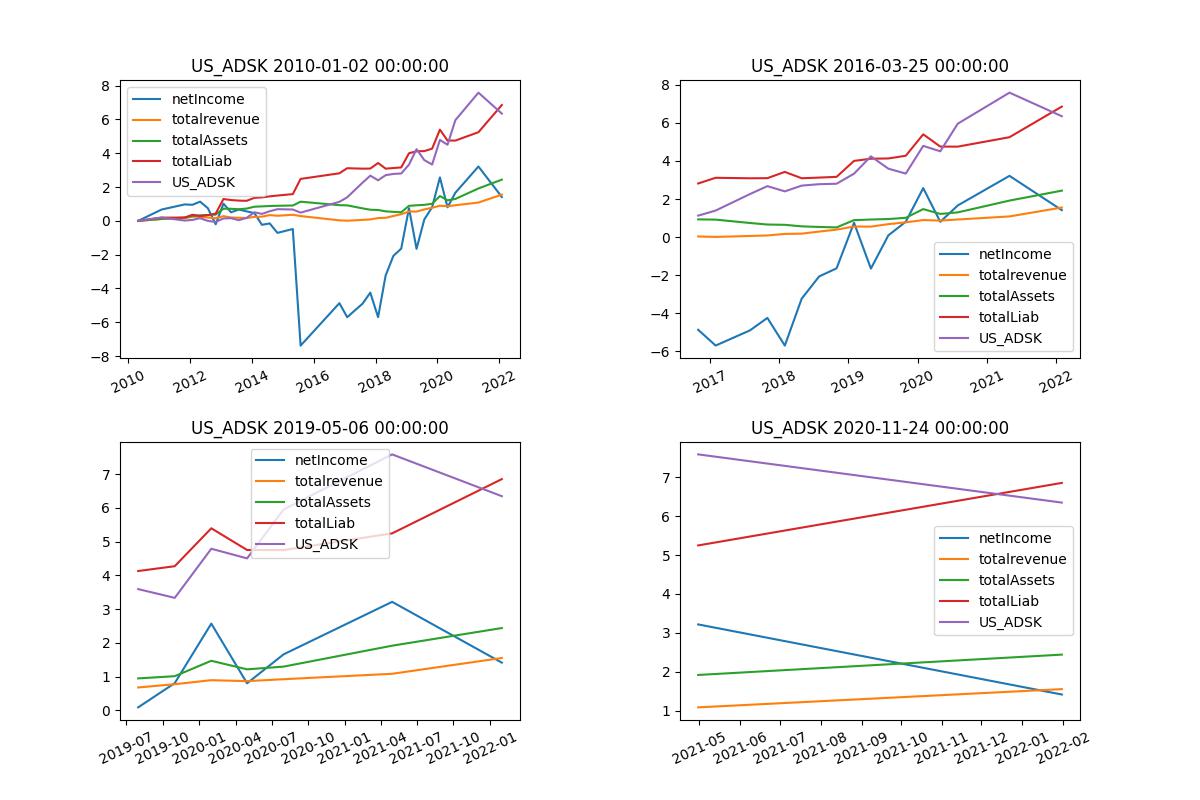 US_ADSK 2010-01-02 00:00:00
8
6
4
2
0
−2
−4
−6
−8
netIncome
totalrevenue
totalAssets
totalLiab
US_ADSK
2010 2012 2014 2016 2018 2020 2022
US_ADSK 2016-03-25 00:00:00
8
6
4
2
0
−2
−4
−6
netIncome
totalrevenue
totalAssets
totalLiab
US_ADSK
2017 2018 2019 2020 2021 2022
US_ADSK 2019-05-06 00:00:00
7
6
5
4
3
2
1
0
netIncome
totalrevenue
totalAssets
totalLiab
US_ADSK
2019-07 2019-10 2020-01 2020-04 2020-07 2020-10 2021-01 2021-04 2021-07 2021-10 2022-01
US_ADSK 2020-11-24 00:00:00
7
6
5
4
3
2
1
netIncome
totalrevenue
totalAssets
totalLiab
US_ADSK
2021-05 2021-06 2021-07 2021-08 2021-09 2021-10 2021-11 2021-12 2022-01 2022-02